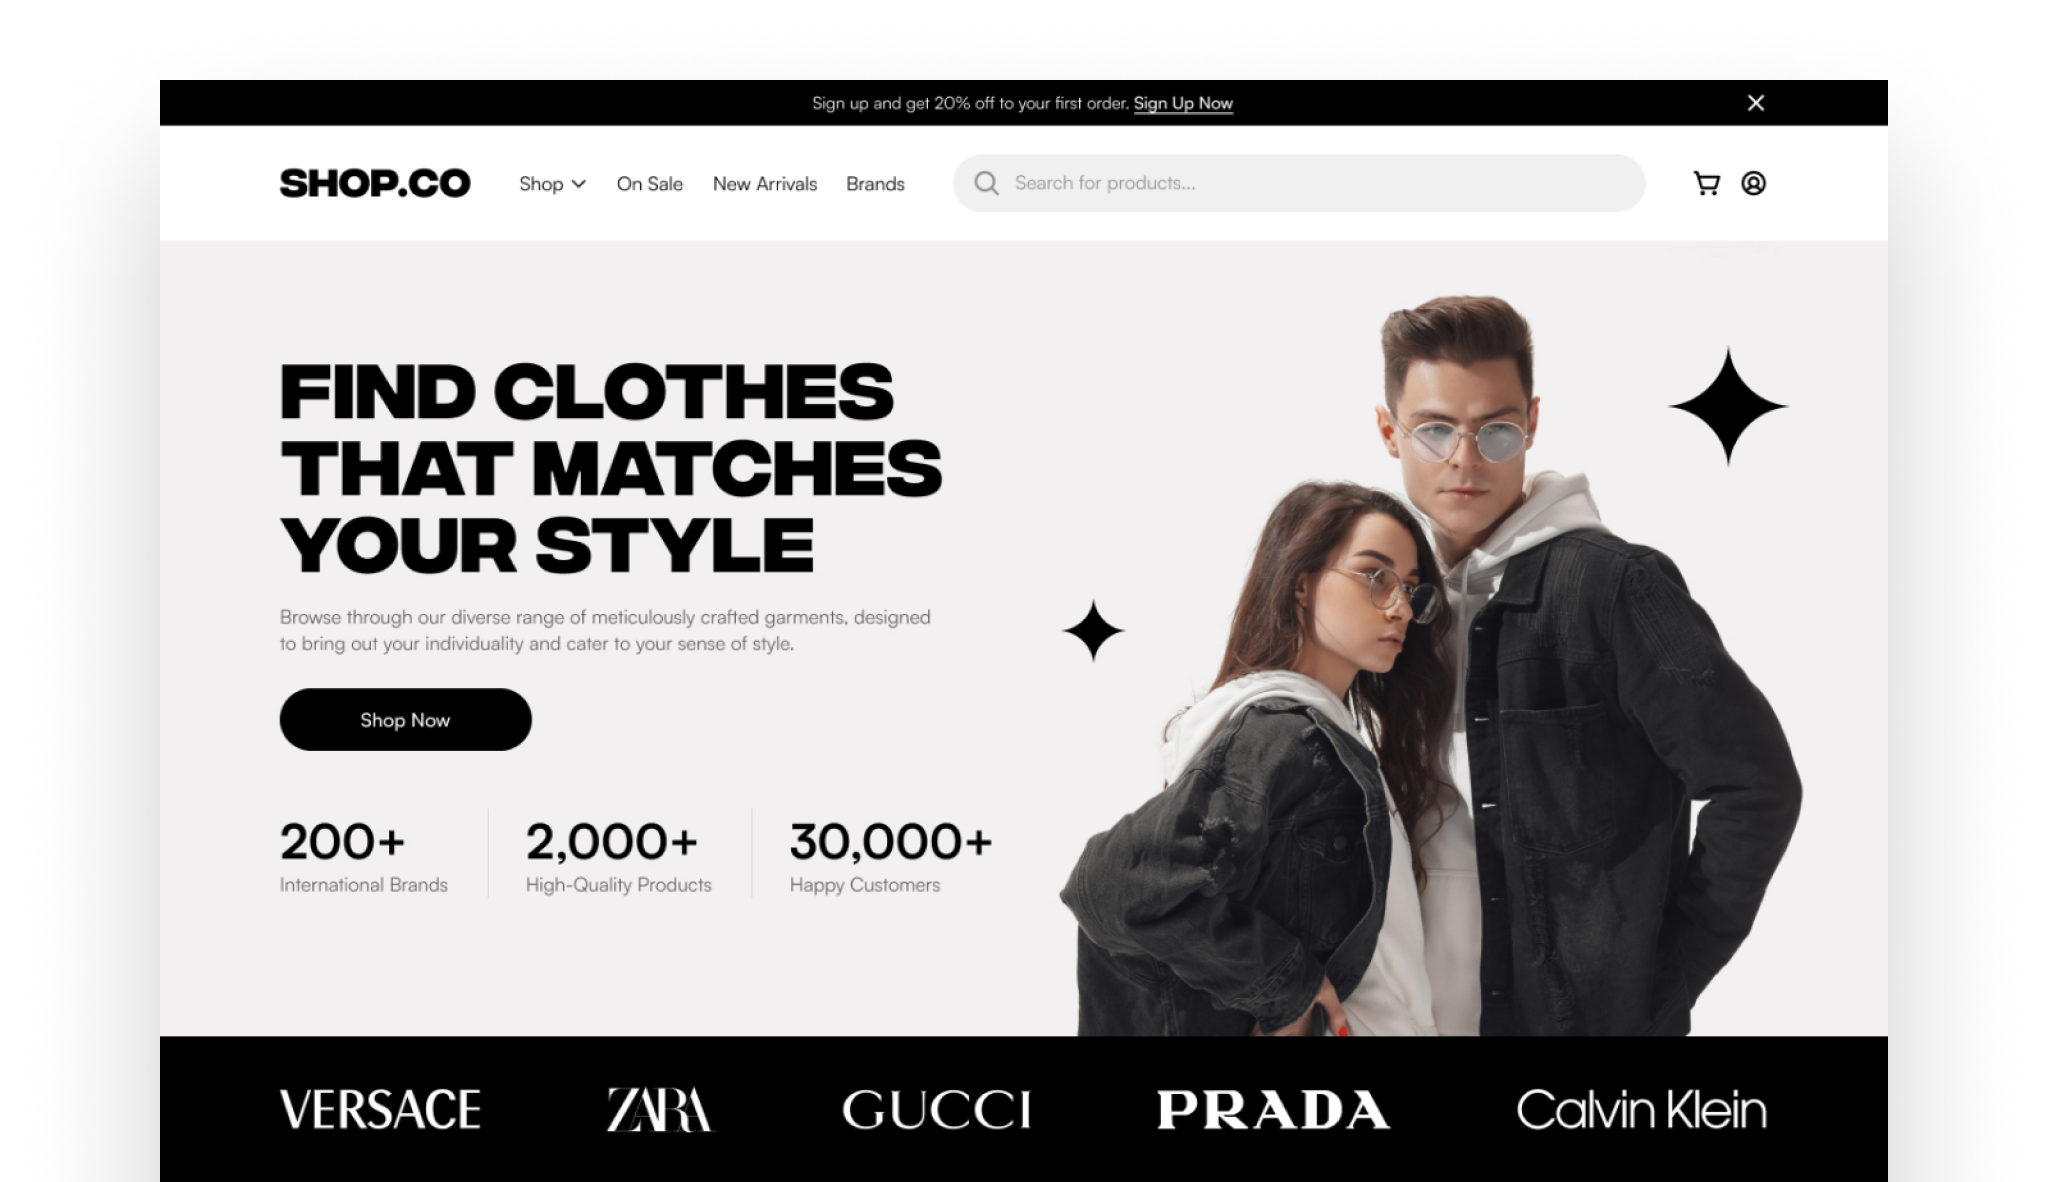 Sign up and get 20% off to your first order. Sign Up Now
SHOP.CO
Shop
On Sale
New Arrivals
Brands
Search for products...
FIND CLOTHES
THAT MATCHES
YOUR STYLE
Browse through our diverse range of meticulously crafted garments, designed
to bring out your individuality and cater to your sense of style.
Shop Now
200+
International Brands
2,000+
High-Quality Products
30,000+
Happy Customers
VERSACE
ZARA
GUCCI
PRADA
Calvin Klein